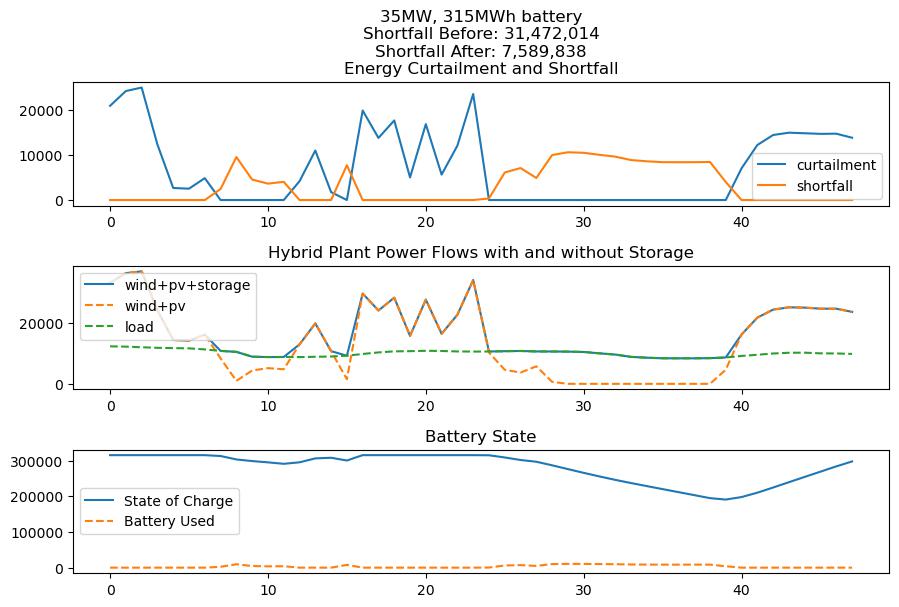 35MW, 315MWh battery
Shortfall Before: 31,472,014
Shortfall After: 7,589,838
Energy Curtailment and Shortfall
20000
10000
0
curtailment
shortfall
0 10 20 30 40
Hybrid Plant Power Flows with and without Storage
wind+pv+storage
wind+pv
load
20000
0
0 10 20 30 40
Battery State
300000
200000
100000
0
State of Charge
Battery Used
0 10 20 30 40